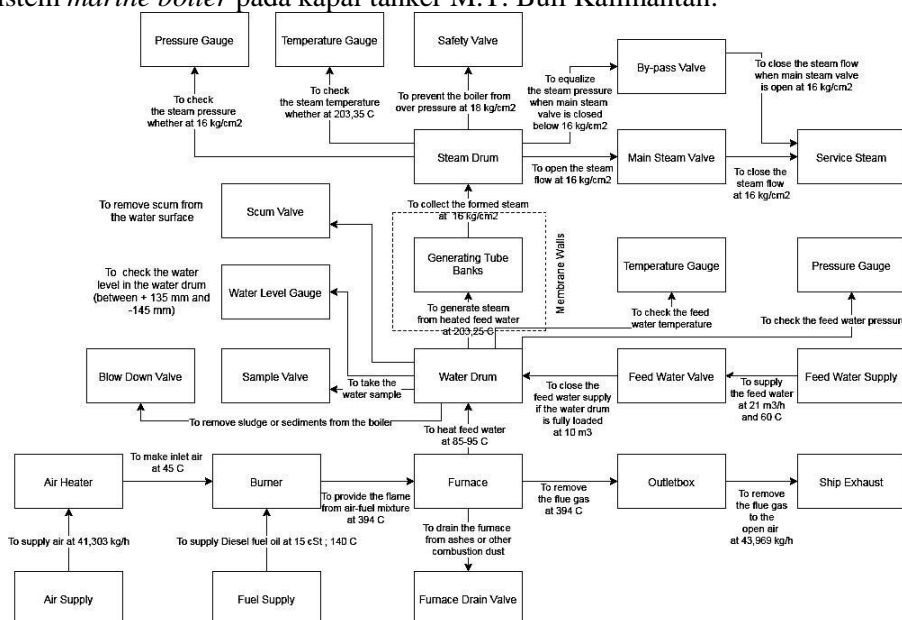 sistem marine boiler pada kapal tanker M.T. Bull Kalimantan.
Pressure Gauge
Temperature Gauge
Safety Valve
By-pass Valve
To check
the steam pressure
whether at 16 kg/cm2
To check
the steam temperature
whether at 203,35 C
To prevent the boiler from
over pressure at 18 kg/cm2
To equalize
the steam pressure
when main steam
valve is closed
below 16 kg/cm2
To close the steam flow
when main steam valve
is open at 16 kg/cm2
Steam Drum
Main Steam Valve
Service Steam
To open the steam
flow at 16 kg/cm2
To close the
the steam flow
at 16 kg/cm2
To remove scum from
the water surface
Scum Valve
To collect the formed steam
at 16 kg/cm2
Generating Tube
Banks
Membrane Walls
Temperature Gauge
Pressure Gauge
To check the water
level in the water drum
(between + 135 mm and
-145 mm)
Water Level Gauge
To generate steam
from heated feed water
at 203,25 C
To check the feed
water temperature
To check the feed water pressure
Blow Down Valve
Sample Valve
To take the
water sample
Water Drum
Feed Water Valve
Feed Water Supply
To close the
feed water supply
if the water drum
is fully loaded
at 10 m3
To supply
the feed water
at 21 m3/h
and 60 C
To remove sludge or sediments from the boiler
To heat feed water
at 85-95 C
To make inlet air
at 45 C
Air Heater
Burner
Furnace
Outletbox
Ship Exhaust
To provide the flame
from air-fuel mixture
at 394 C
To remove
the flue gas
at 394 C
To remove
the flue gas
to the
open air
at 43,969 kg/h
To supply air at 41,303 kg/h
To supply Diesel fuel oil at 15 cSt ; 140 C
To drain the furnace
from ashes or other
combustion dust
Air Supply
Fuel Supply
Furnace Drain Valve